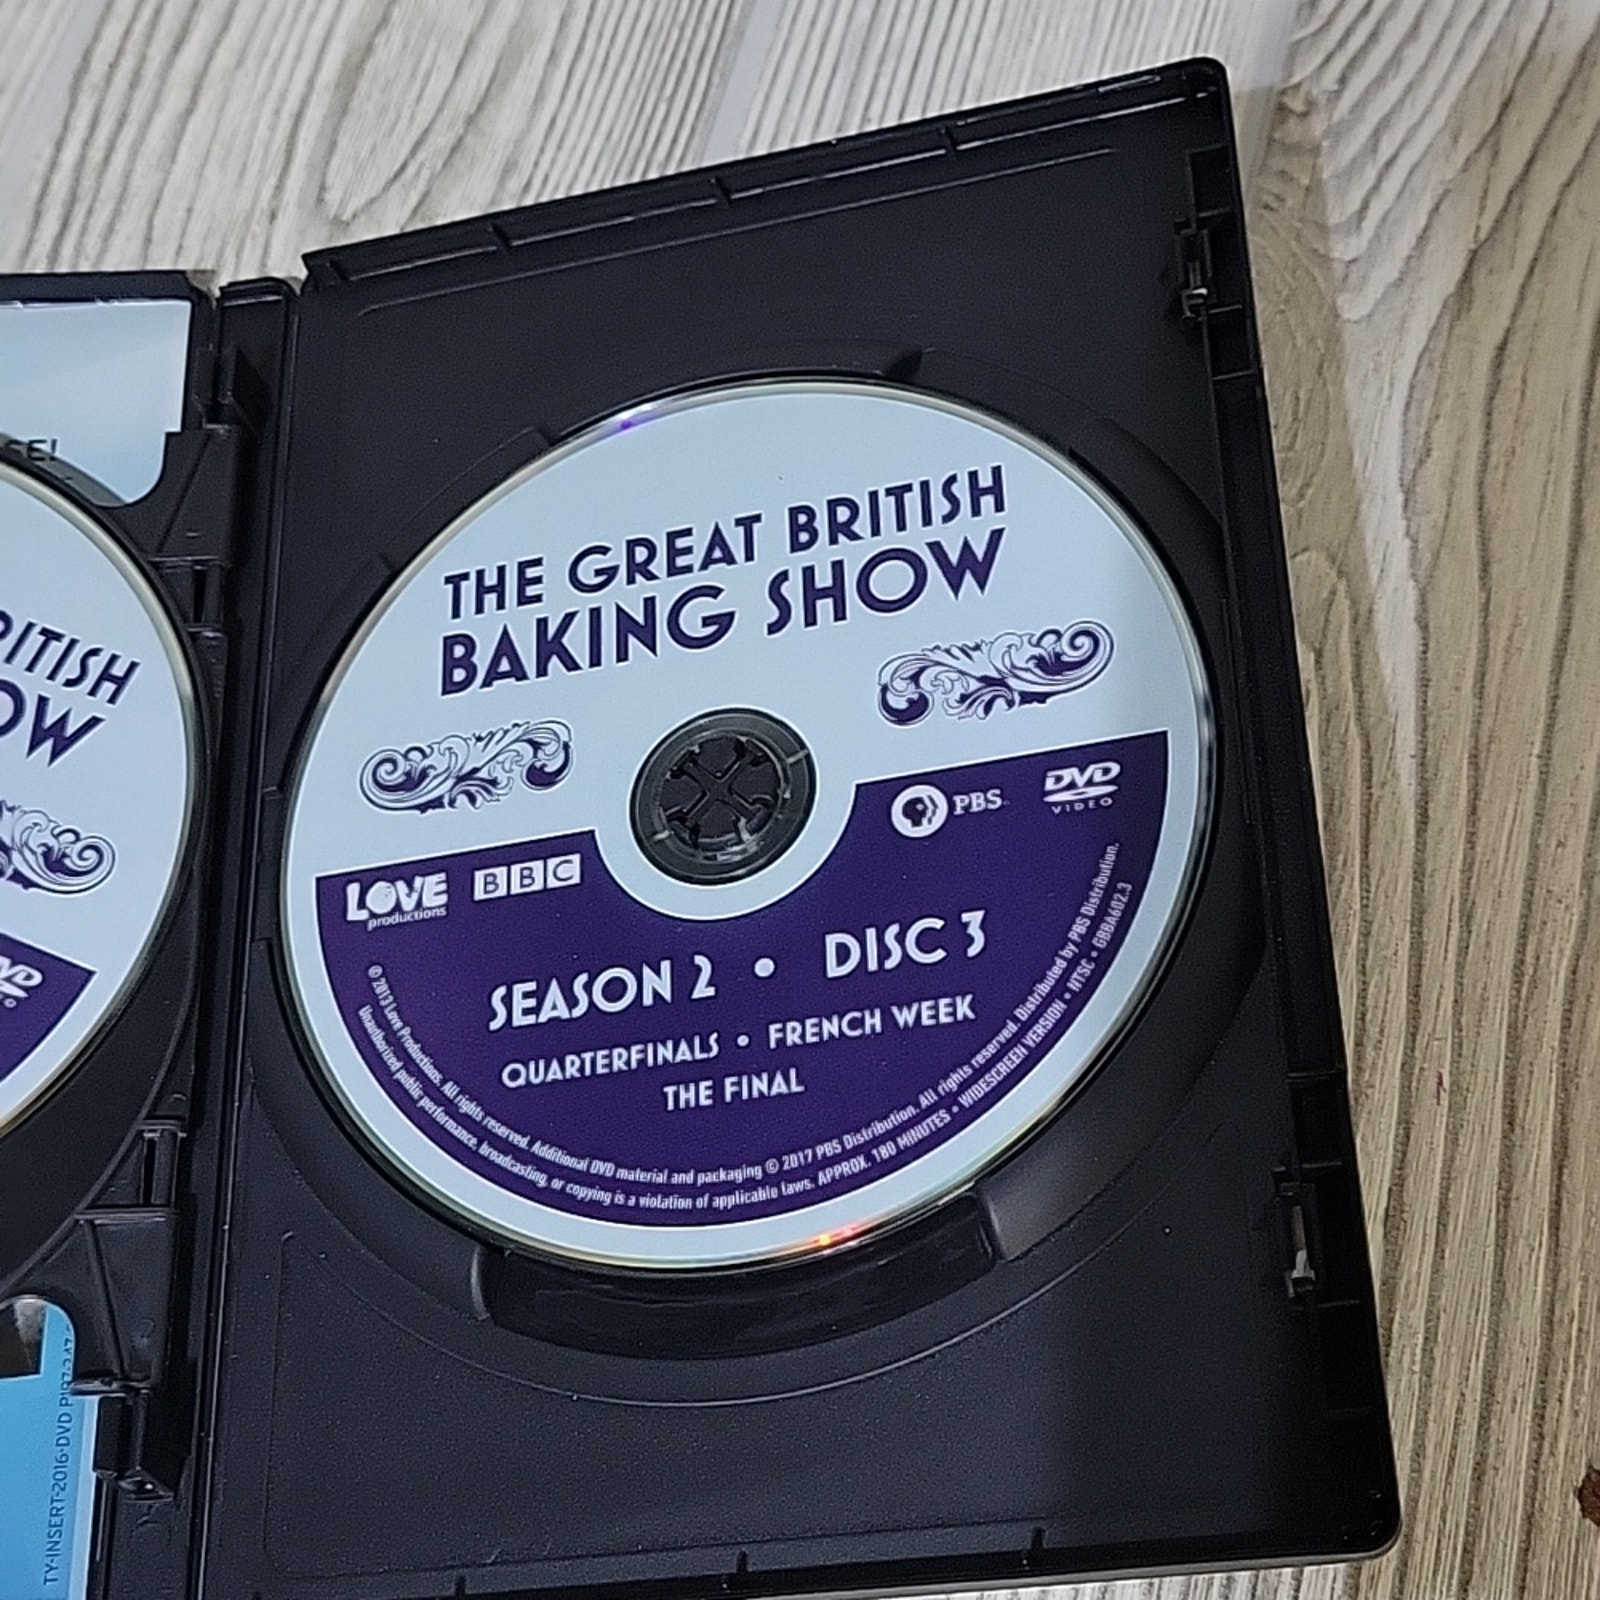 SE!
RITISH
OW
THE GREAT BRITISH
BAKING SHOW
PBS
DVD
VIDEO
LOVE
productions
BBC
SEASON 2 • DISC 3
QUARTERFINALS • FRENCH WEEK
THE FINAL
© 2013 Love Productions. All rights reserved. Additional DVD material and packaging © 2017 PBS Distribution. All rights reserved. Distributed by PBS Distribution.
Unauthorized public performance, broadcasting, or copying is a violation of applicable laws. APPROX. 180 MINUTES • WIDESCREEN VERSION • NTSC • GBBA602.3
TY-INSERT-2016-DVD